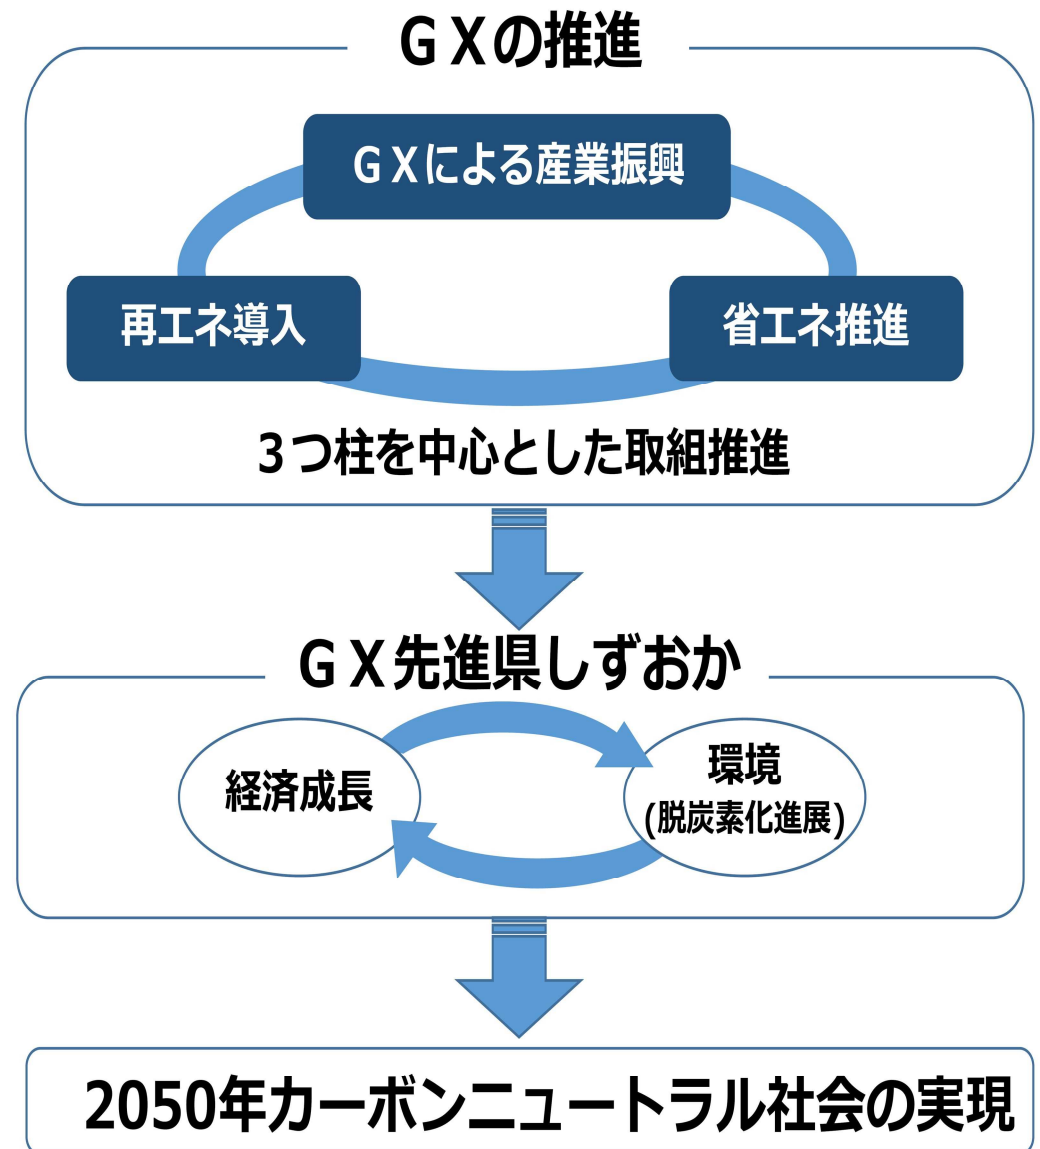 ＧＸの推進
ＧＸによる産業振興
再エネ導入
省エネ推進
３つ柱を中心とした取組推進
ＧＸ先進県しずおか
経済成長
環境
(脱炭素化進展)
2050年カーボンニュートラル社会の実現